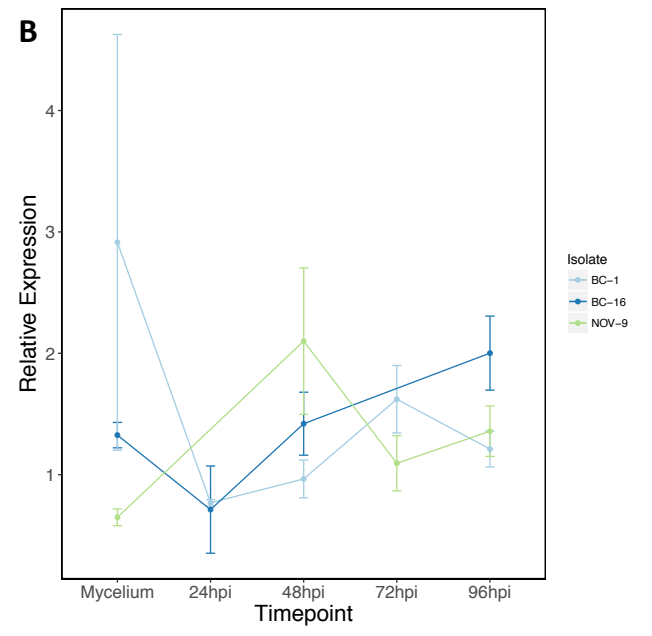 B
Relative Expression
4
3
2
1
Mycelium 24hpi 48hpi 72hpi 96hpi
Timepoint
Isolate
BC−1
BC−16
NOV−9